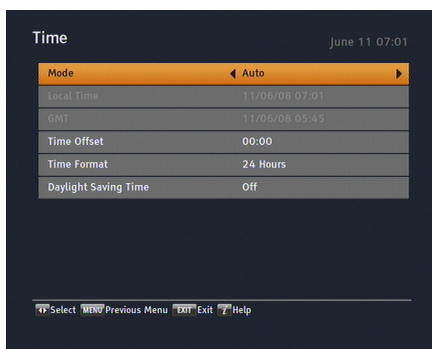 Time
June 11 07:01
Mode Auto
Local Time 11/06/08 07:01
GMT 11/06/08 05:45
Time Offset 00:00
Time Format 24 Hours
Daylight Saving Time Off
Select MENU Previous Menu EXIT Exit i Help